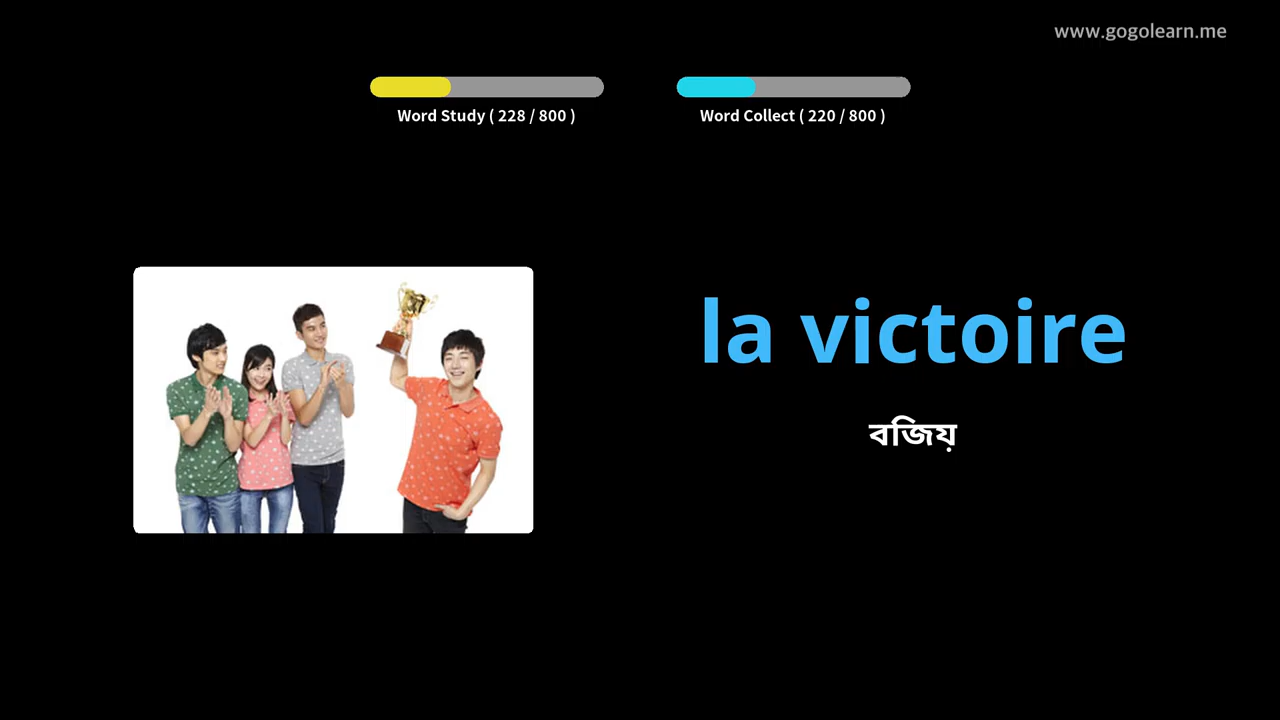 www.gogolearn.me
Word Study ( 228 / 800 )
Word Collect ( 220 / 800 )
la victoire
বজিয়